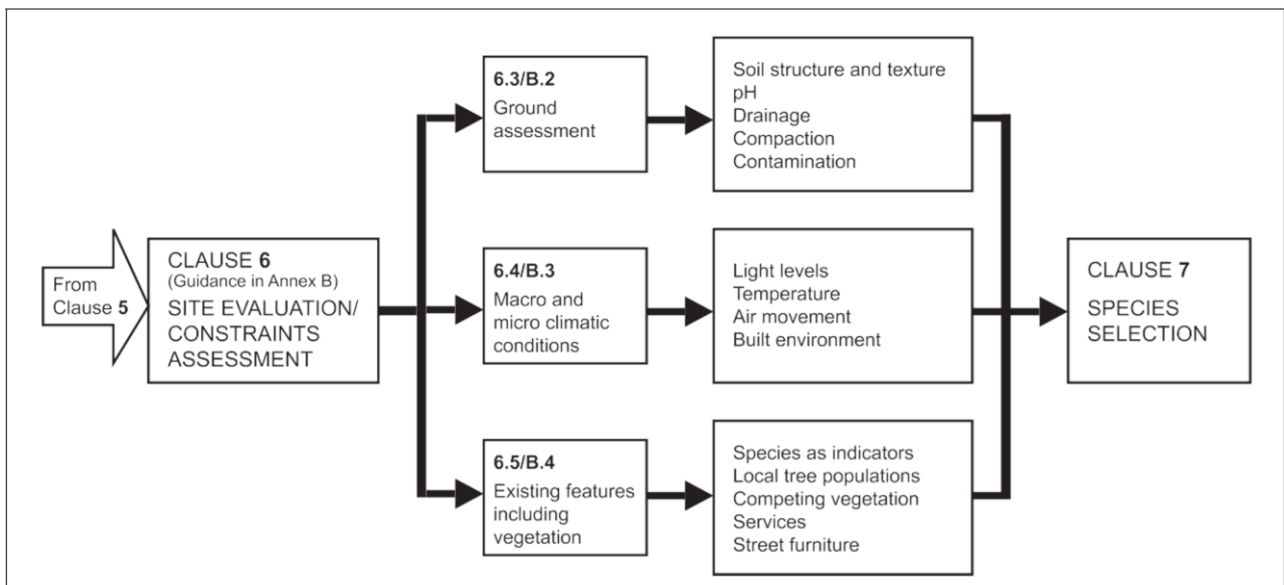 From
Clause 5
CLAUSE 6
(Guidance in Annex B)
SITE EVALUATION/
CONSTRAINTS
ASSESSMENT
6.3/B.2
Ground
assessment
Soil structure and texture
pH
Drainage
Compaction
Contamination
6.4/B.3
Macro and
micro climatic
conditions
Light levels
Temperature
Air movement
Built environment
6.5/B.4
Existing features
including
vegetation
Species as indicators
Local tree populations
Competing vegetation
Services
Street furniture
CLAUSE 7
SPECIES
SELECTION